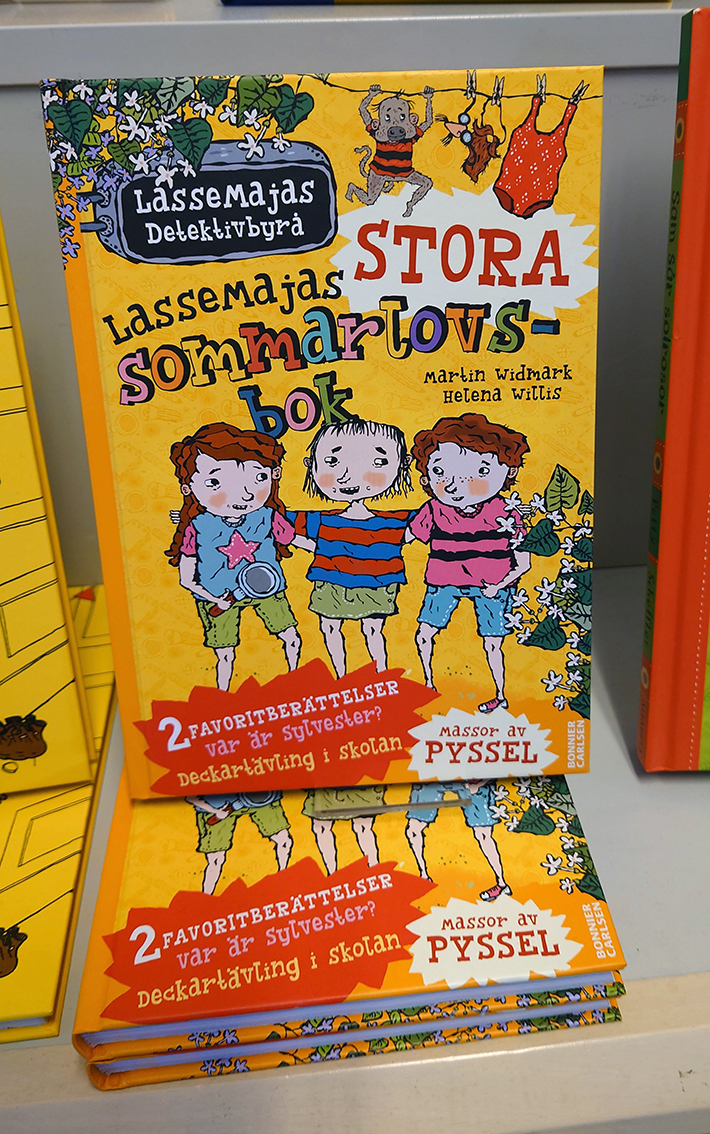 LASSEMAJAS
Detektivbyrå
STORA
LASSEMAJAS
sommarlovs-
bok
Martin Widmark
Helena Willis
2 FAVORITBERÄTTELSER
var är Sylvester?
Deckartävling i skolan
Massor av
PYSSEL
BONNIER
CARLSEN
2 FAVORITBERÄTTELSER
var är Sylvester?
Deckartävling i skolan
Massor av
PYSSEL
BONNIER
CARLSEN